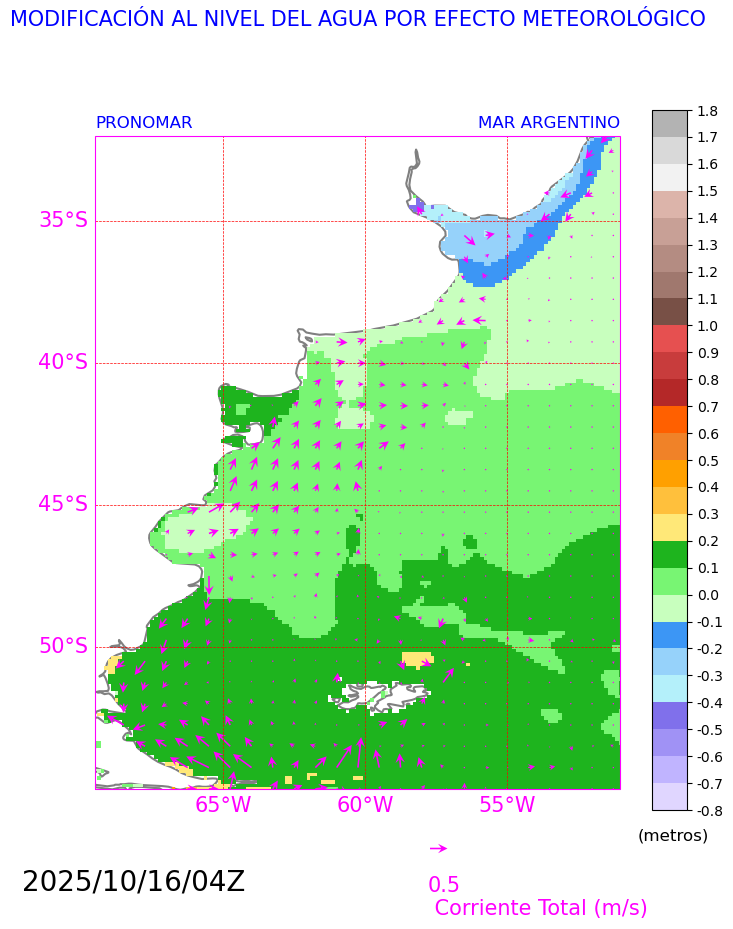 MODIFICACIÓN AL NIVEL DEL AGUA POR EFECTO METEOROLÓGICO
PRONOMAR MAR ARGENTINO
35°S
40°S
45°S
50°S
65°W 60°W 55°W
1.8
1.7
1.6
1.5
1.4
1.3
1.2
1.1
1.0
0.9
0.8
0.7
0.6
0.5
0.4
0.3
0.2
0.1
0.0
-0.1
-0.2
-0.3
-0.4
-0.5
-0.6
-0.7
-0.8
(metros)
2025/10/16/04Z
0.5
Corriente Total (m/s)